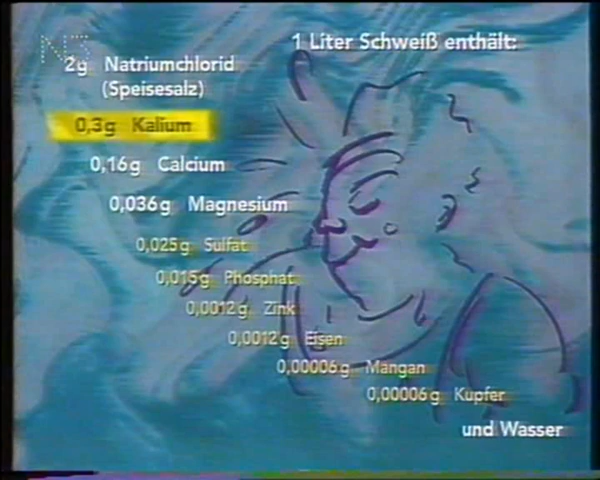 N3
1 Liter Schweiß enthält:
2g Natriumchlorid
(Speisesalz)
0,3g Kalium
0,16g Calcium
0,036g Magnesium
0,025g Sulfat
0,015g Phosphat
0,0012g Zink
0,0012g Eisen
0,00006g Mangan
0,00006g Kupfer
und Wasser